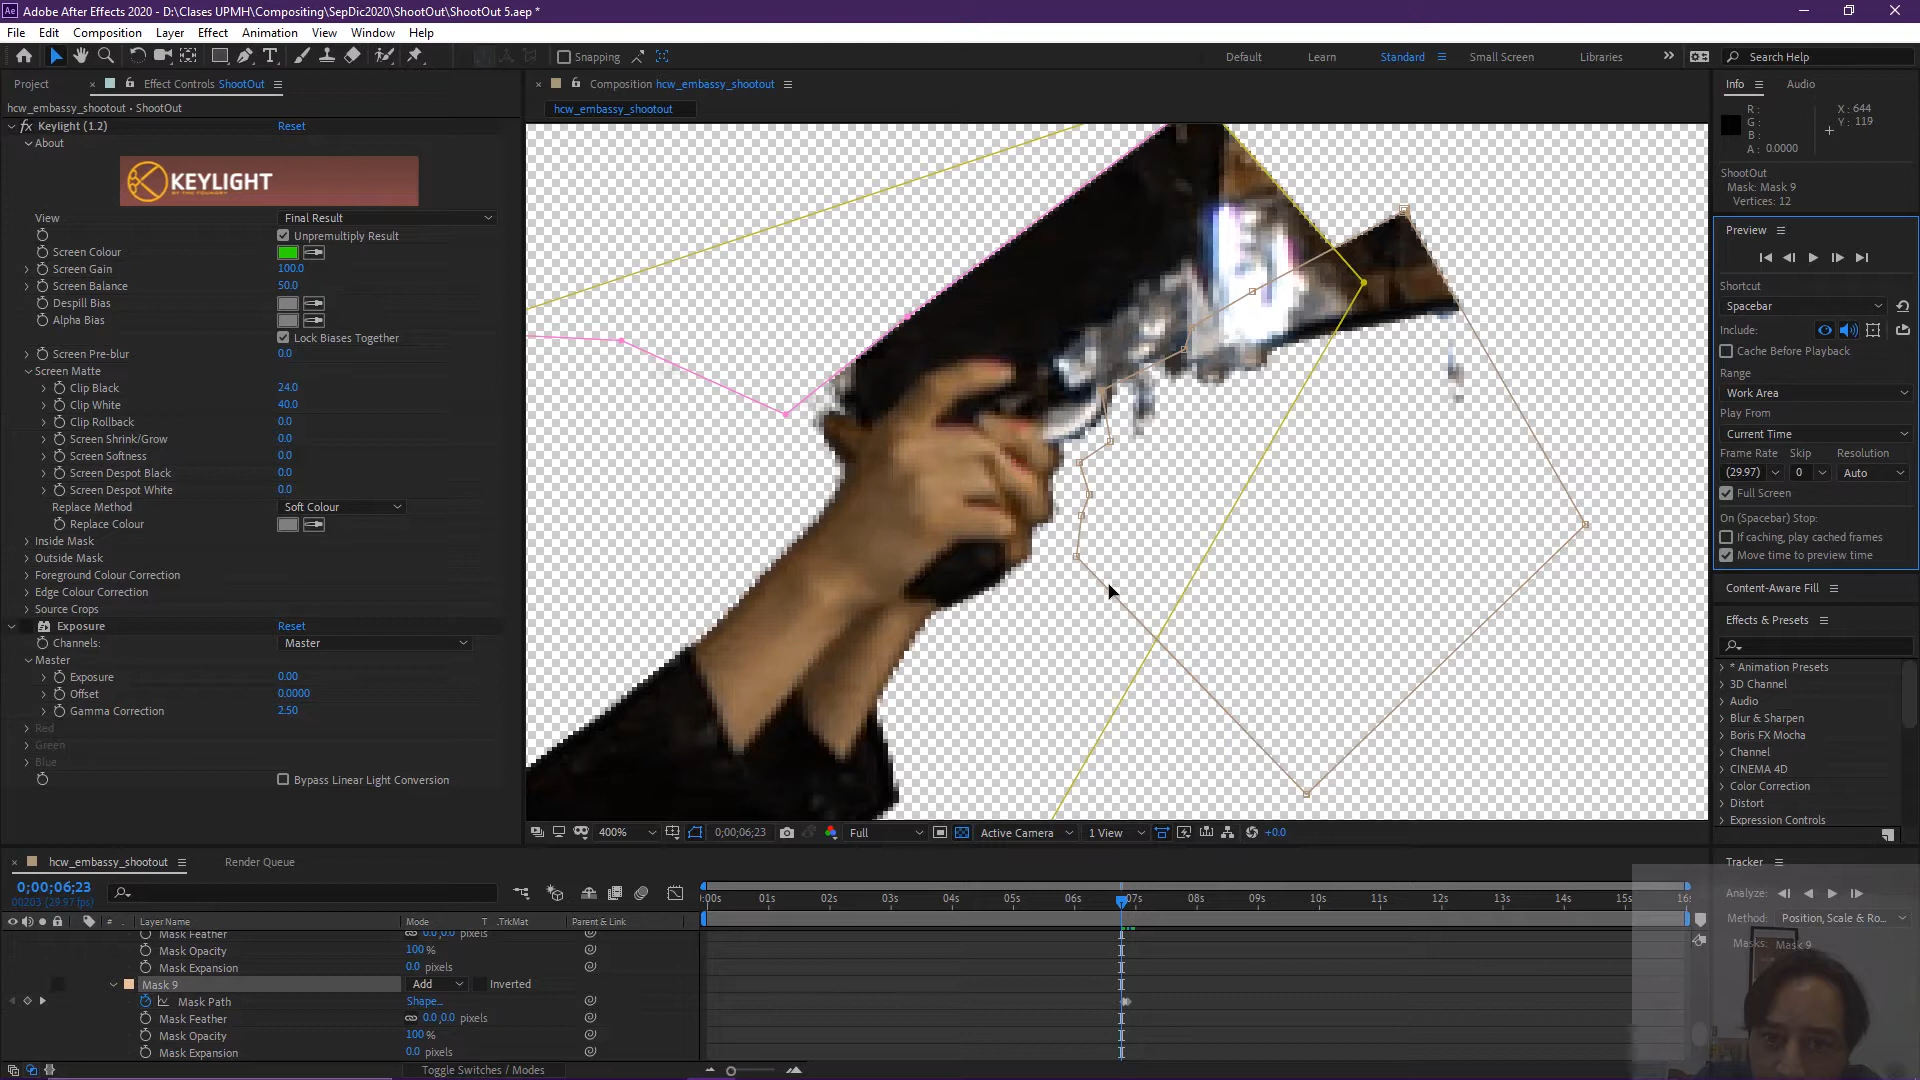 Adobe After Effects 2020 - D:\Clases UPMH\Compositing\SepDic2020\ShootOut\ShootOut 5.aep *
File Edit Composition Layer Effect Animation View Window Help
Snapping Default Learn Standard Small Screen Libraries Search Help
Project Effect Controls ShootOut
hcw_embassy_shootout • ShootOut
fx Keylight (1.2) Reset
About
KEYLIGHT
BY THE FOUNDRY
View Final Result
Unpremultiply Result
Screen Colour
Screen Gain 100.0
Screen Balance 50.0
Despill Bias
Alpha Bias
Lock Biases Together
Screen Pre-blur 0.0
Screen Matte
Clip Black 24.0
Clip White 40.0
Clip Rollback 0.0
Screen Shrink/Grow 0.0
Screen Softness 0.0
Screen Despot Black 0.0
Screen Despot White 0.0
Replace Method Soft Colour
Replace Colour
Inside Mask
Outside Mask
Foreground Colour Correction
Edge Colour Correction
Source Crops
Exposure Reset
Channels: Master
Master
Exposure 0.00
Offset 0.0000
Gamma Correction 2.50
Red
Green
Blue
Bypass Linear Light Conversion
Composition hcw_embassy_shootout
hcw_embassy_shootout
400% 0;00;06;23 Full Active Camera 1 View +0.0
Info Audio
R : X : 644
G : Y : 119
B :
A : 0.0000
ShootOut
Mask: Mask 9
Vertices: 12
Preview
Shortcut
Spacebar
Include:
Cache Before Playback
Range
Work Area
Play From
Current Time
Frame Rate Skip Resolution
(29.97) 0 Auto
Full Screen
On (Spacebar) Stop:
If caching, play cached frames
Move time to preview time
Content-Aware Fill
Effects & Presets
* Animation Presets
3D Channel
Audio
Blur & Sharpen
Boris FX Mocha
Channel
CINEMA 4D
Color Correction
Distort
Expression Controls
Tracker
Analyze:
Method: Position, Scale & Ro...
Masks: Mask 9
hcw_embassy_shootout Render Queue
0;00;06;23
00203 (29.97 fps)
:00s 01s 02s 03s 04s 05s 06s 07s 08s 09s 10s 11s 12s 13s 14s 15s 16s
# Layer Name Mode T .TrkMat Parent & Link
Mask Feather 0.0,0.0 pixels
Mask Opacity 100 %
Mask Expansion 0.0 pixels
Mask 9 Add Inverted
Mask Path Shape...
Mask Feather 0.0,0.0 pixels
Mask Opacity 100 %
Mask Expansion 0.0 pixels
Toggle Switches / Modes